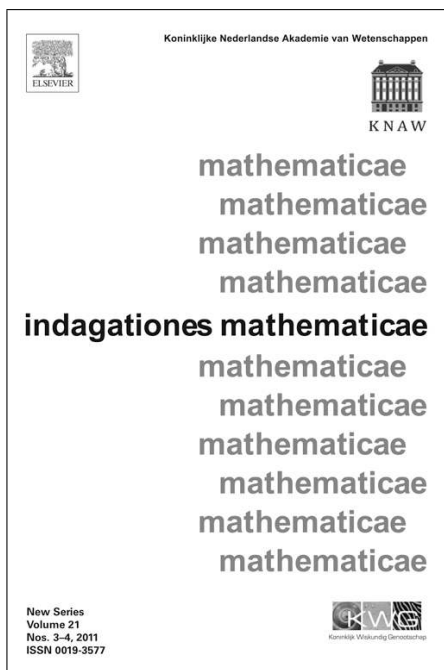 Koninklijke Nederlandse Akademie van Wetenschappen
ELSEVIER
KNAW
mathematicae
mathematicae
mathematicae
mathematicae
indagationes mathematicae
mathematicae
mathematicae
mathematicae
mathematicae
mathematicae
mathematicae
New Series
Volume 21
Nos. 3–4, 2011
ISSN 0019-3577
KWG
Koninklijk Wiskundig Genootschap